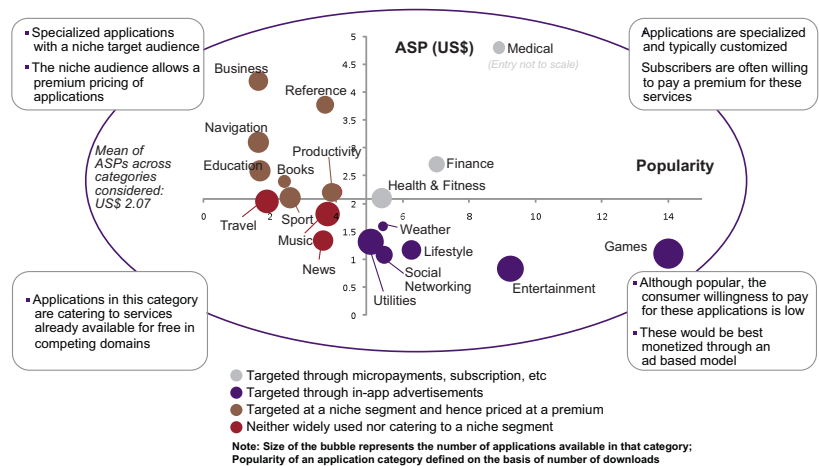 ▪ Specialized applications
with a niche target audience
▪ The niche audience allows a
premium pricing of
applications
Applications are specialized
and typically customized
Subscribers are often willing
to pay a premium for these
services
ASP (US$)
Medical
(Entry not to scale)
Business
Reference
Navigation
Productivity
Education
Books
Finance
Popularity
Health & Fitness
Mean of
ASPs across
categories
considered:
US$ 2.07
5
4.5
4
3.5
3
2.5
2
1.5
1
0.5
0
0
2
4
6
8
10
12
14
Travel
Sport
Music
News
Weather
Lifestyle
Social
Networking
Utilities
Entertainment
Games
▪ Applications in this category
are catering to services
already available for free in
competing domains
▪ Although popular, the
consumer willingness to pay
for these applications is low
▪ These would be best
monetized through an
ad based model
Targeted through micropayments, subscription, etc
Targeted through in-app advertisements
Targeted at a niche segment and hence priced at a premium
Neither widely used nor catering to a niche segment
Note: Size of the bubble represents the number of applications available in that category;
Popularity of an application category defined on the basis of number of downloads